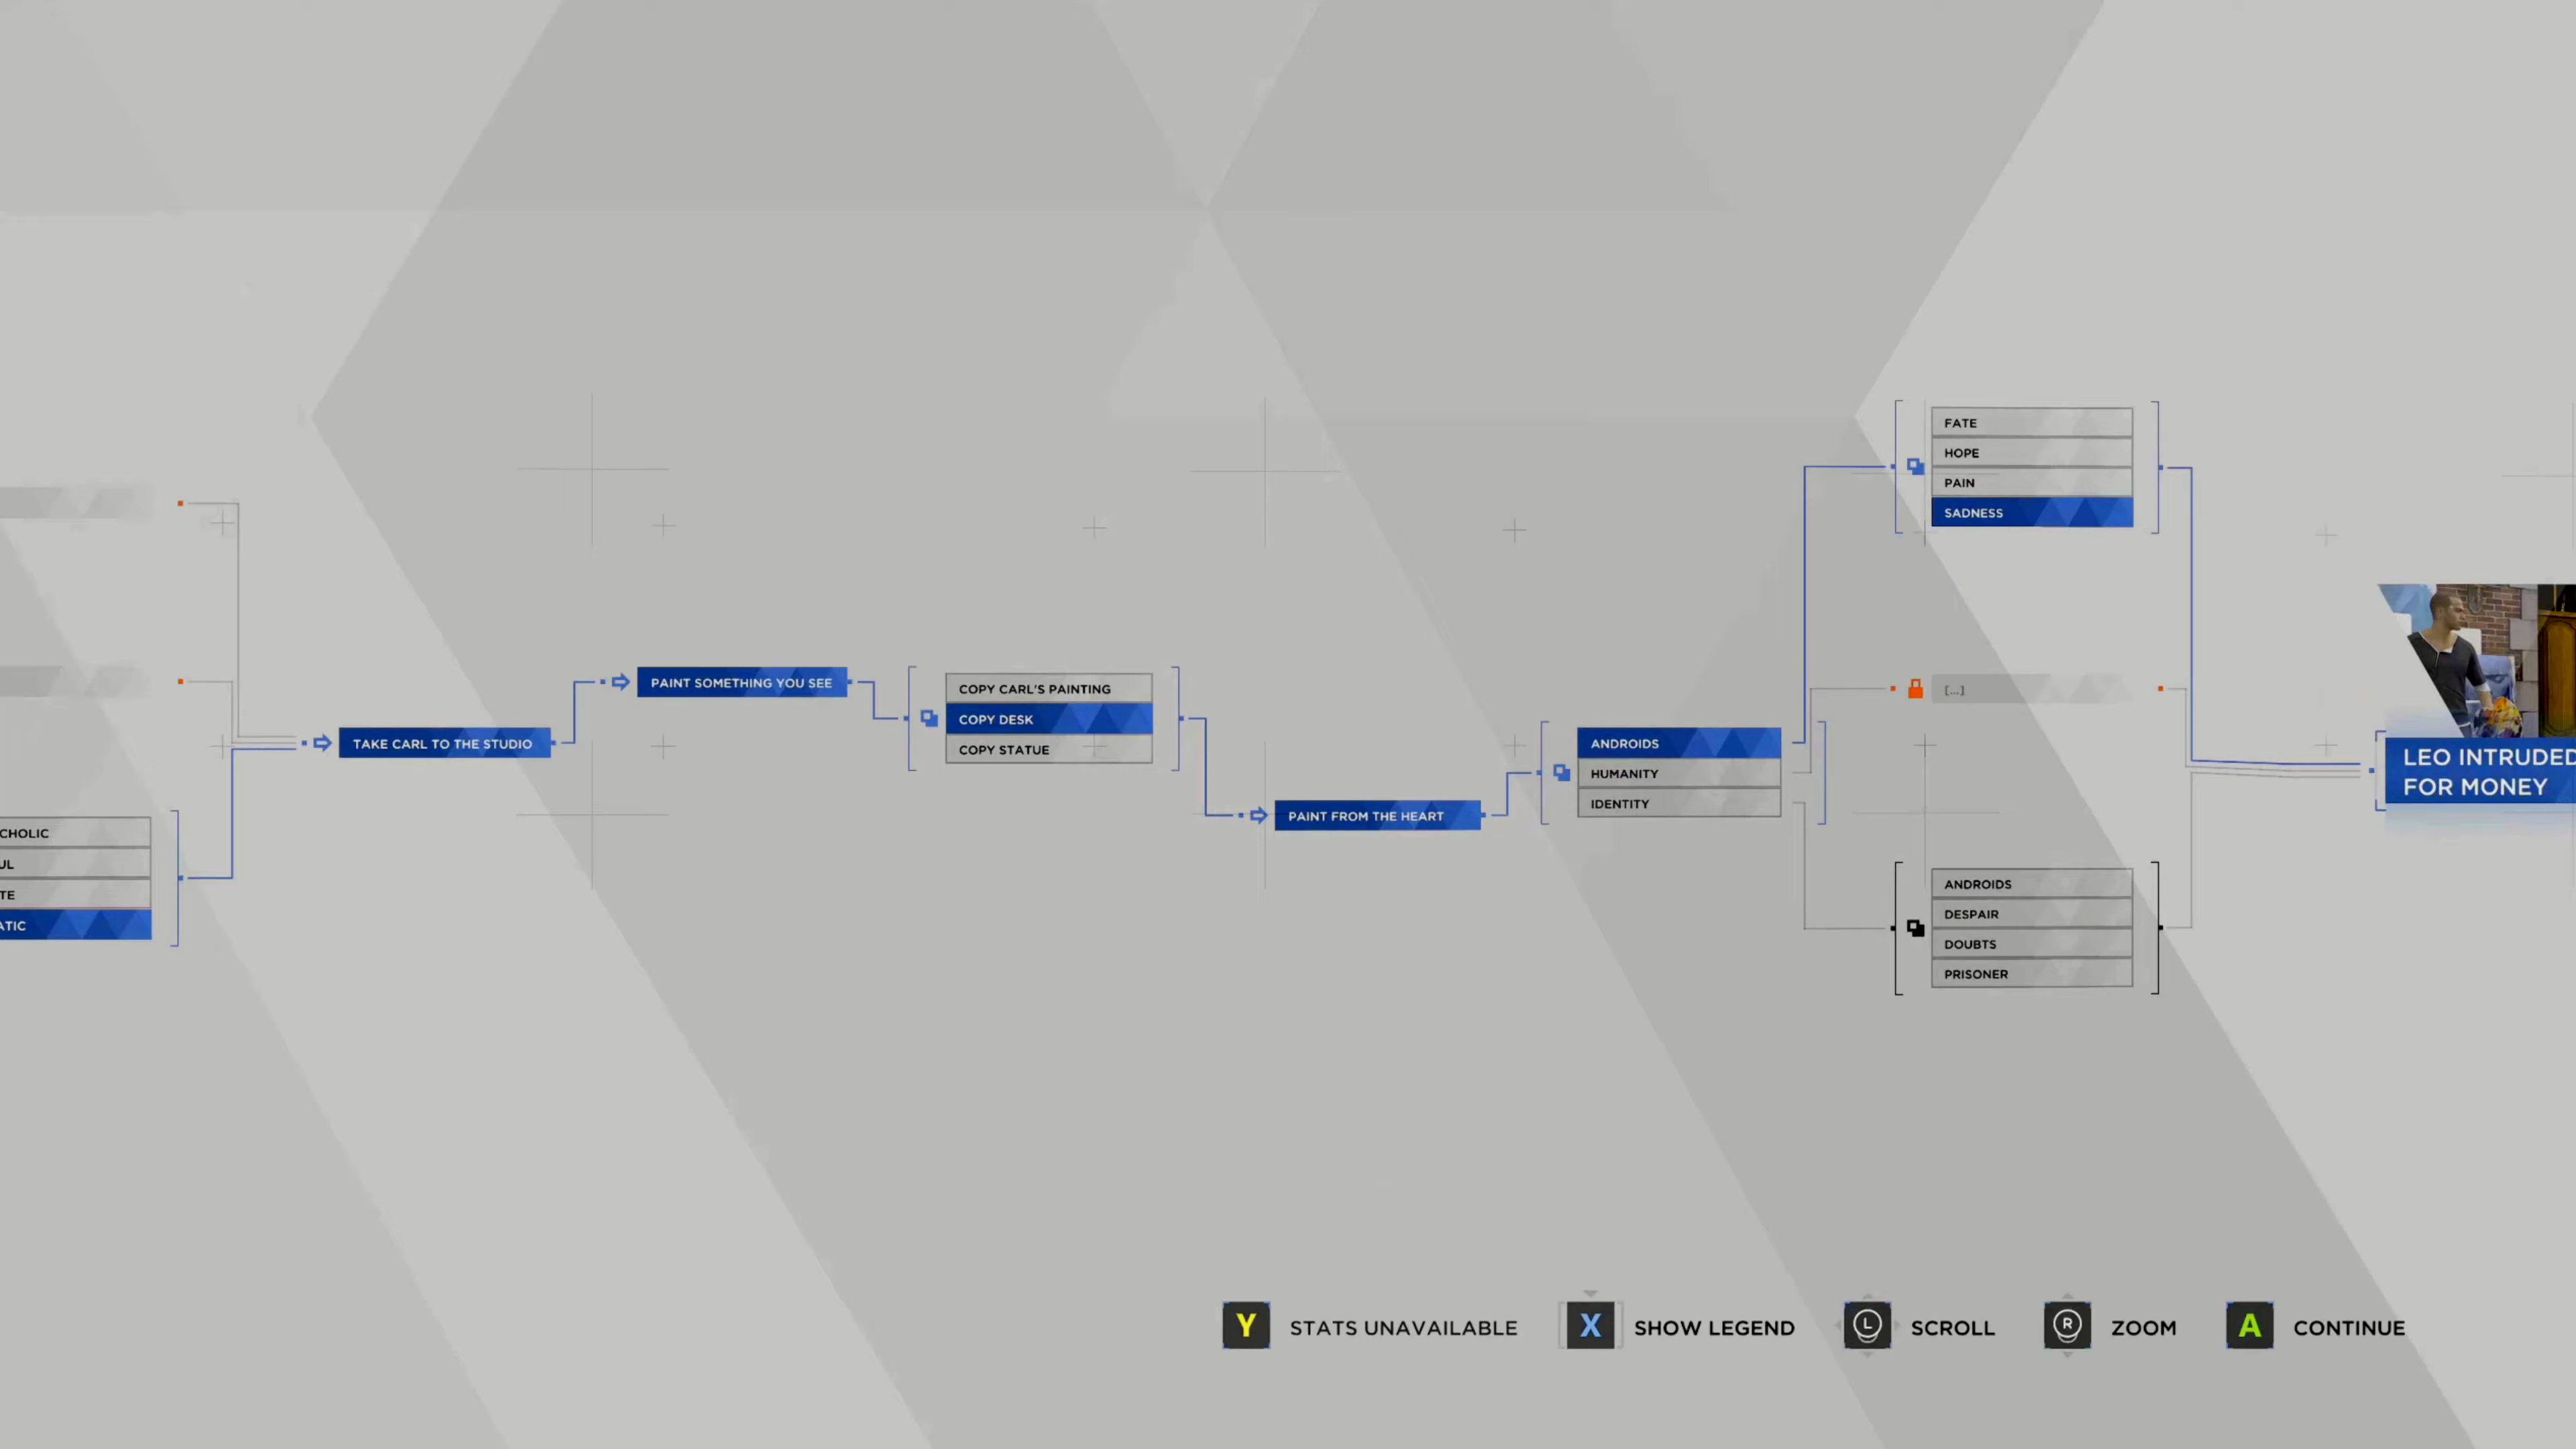 CHOLIC
UL
TE
ATIC
TAKE CARL TO THE STUDIO
PAINT SOMETHING YOU SEE
COPY CARL'S PAINTING
COPY DESK
COPY STATUE
PAINT FROM THE HEART
ANDROIDS
HUMANITY
IDENTITY
FATE
HOPE
PAIN
SADNESS
[...]
ANDROIDS
DESPAIR
DOUBTS
PRISONER
LEO INTRUDED
FOR MONEY
Y STATS UNAVAILABLE
X SHOW LEGEND
L SCROLL
R ZOOM
A CONTINUE